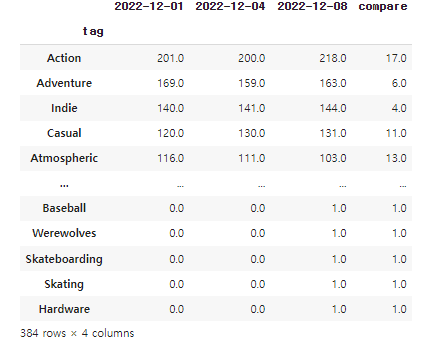 2022-12-01 2022-12-04 2022-12-08 compare
tag
Action 201.0 200.0 218.0 17.0
Adventure 169.0 159.0 163.0 6.0
Indie 140.0 141.0 144.0 4.0
Casual 120.0 130.0 131.0 11.0
Atmospheric 116.0 111.0 103.0 13.0
... ... ... ... ...
Baseball 0.0 0.0 1.0 1.0
Werewolves 0.0 0.0 1.0 1.0
Skateboarding 0.0 0.0 1.0 1.0
Skating 0.0 0.0 1.0 1.0
Hardware 0.0 0.0 1.0 1.0
384 rows × 4 columns